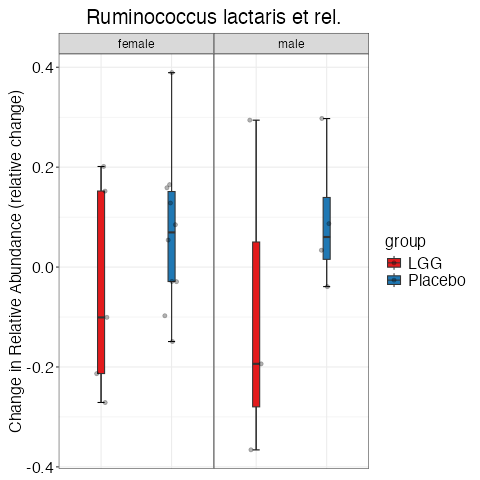 Ruminococcus lactaris et rel.
female
male
Change in Relative Abundance (relative change)
0.4
0.2
0.0
-0.2
-0.4
group
LGG
Placebo